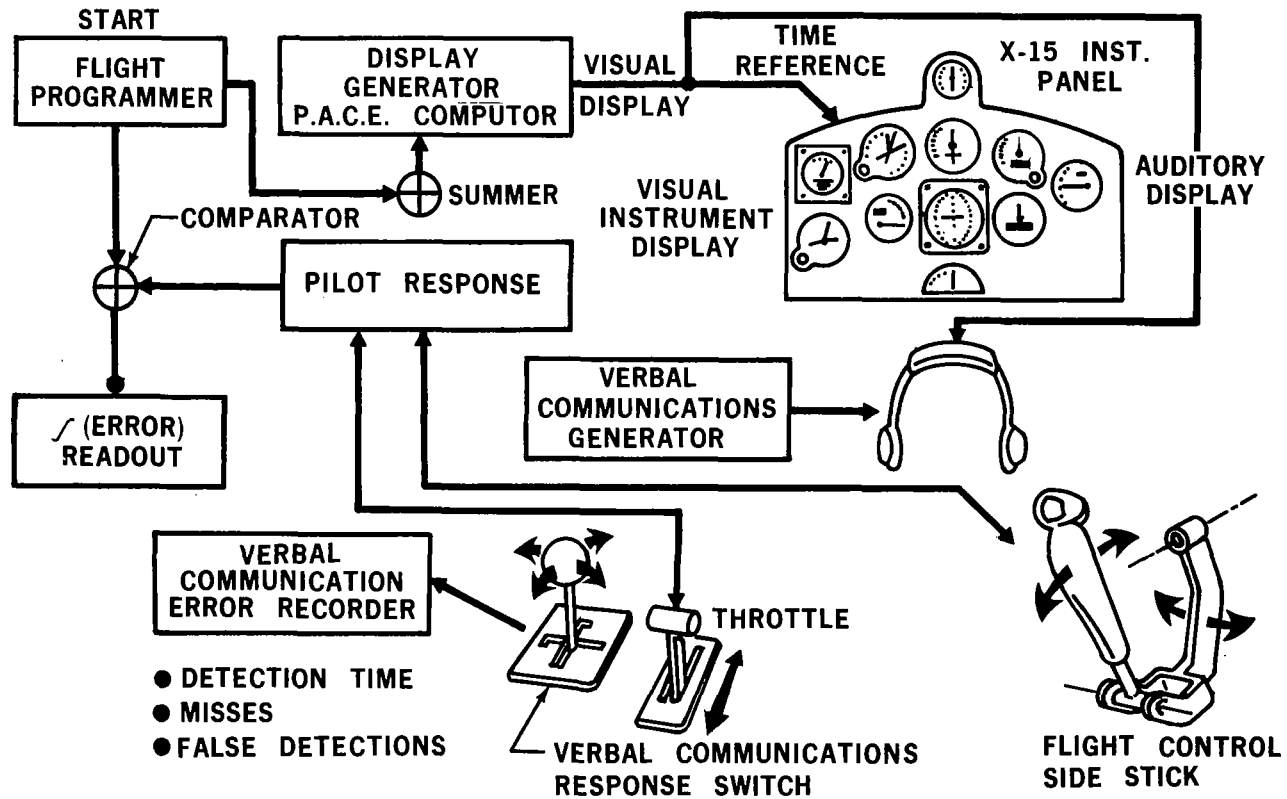 START
FLIGHT
PROGRAMMER
DISPLAY
GENERATOR
P.A.C.E. COMPUTOR
VISUAL
DISPLAY
TIME
REFERENCE
X-15 INST.
PANEL
AUDITORY
DISPLAY
SUMMER
VISUAL
INSTRUMENT
DISPLAY
COMPARATOR
PILOT RESPONSE
∫ (ERROR)
READOUT
VERBAL
COMMUNICATIONS
GENERATOR
VERBAL
COMMUNICATION
ERROR RECORDER
THROTTLE
● DETECTION TIME
● MISSES
● FALSE DETECTIONS
VERBAL COMMUNICATIONS
RESPONSE SWITCH
FLIGHT CONTROL
SIDE STICK